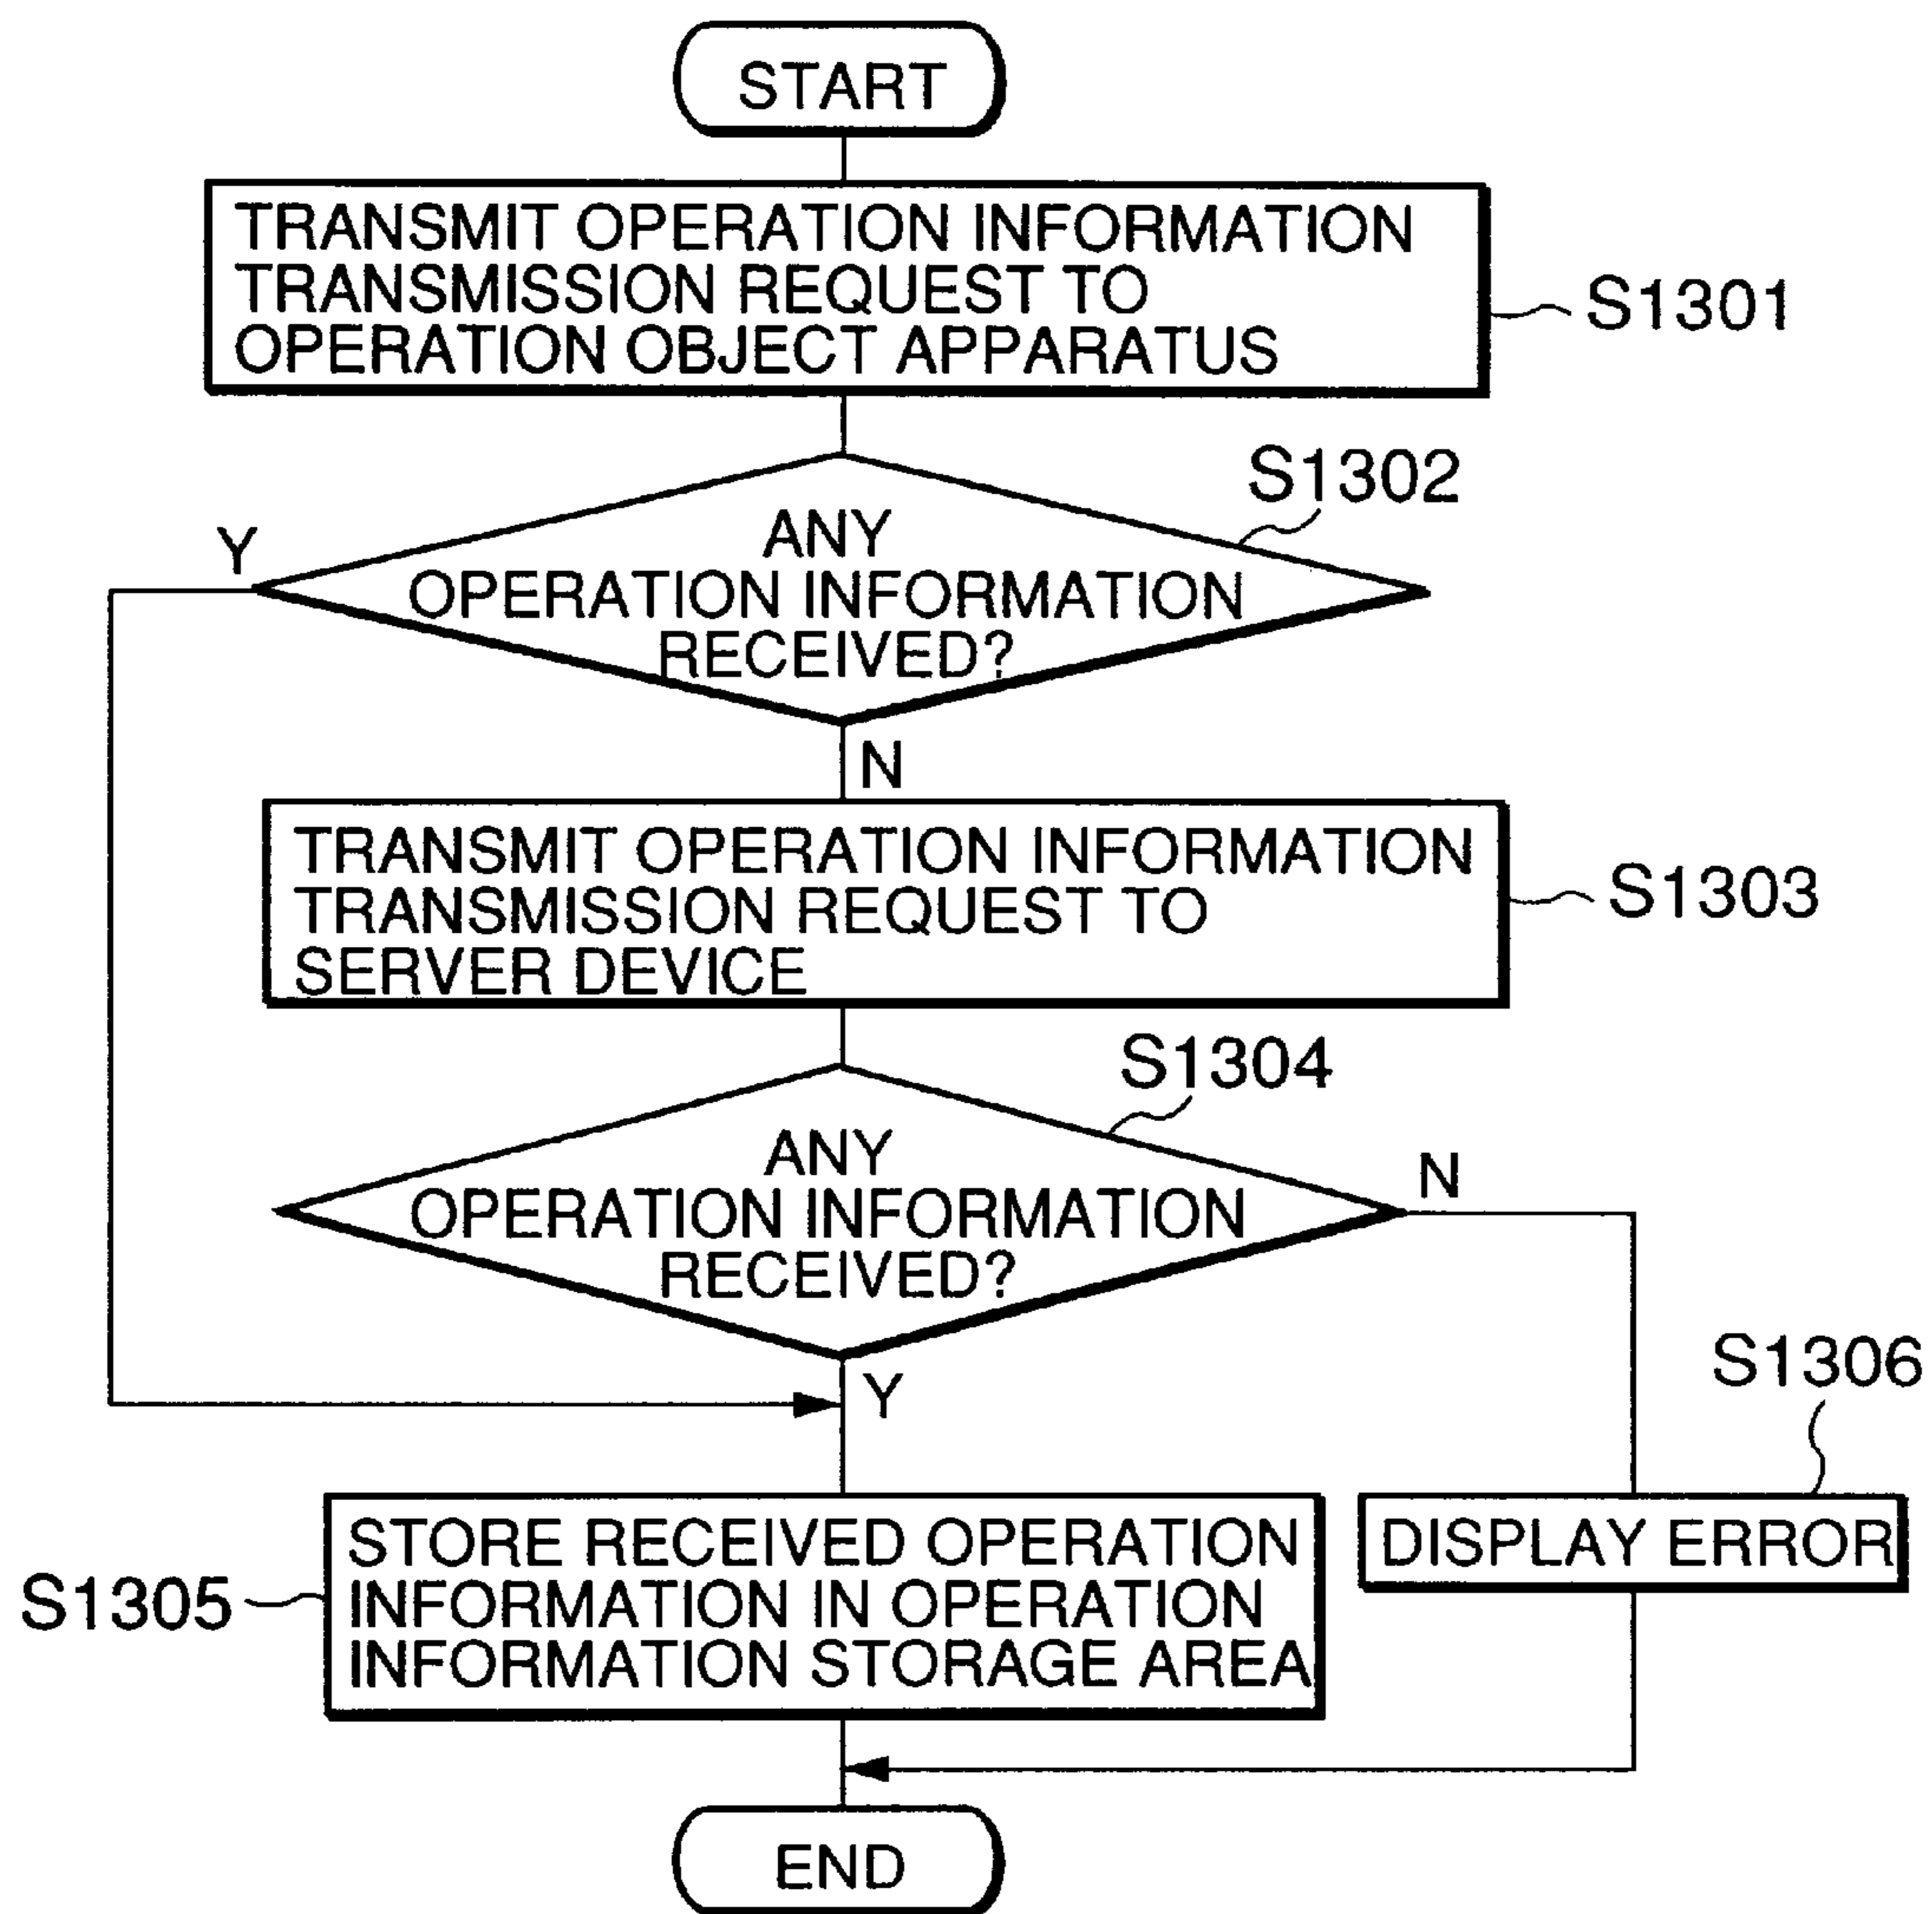 START
TRANSMIT OPERATION INFORMATION
TRANSMISSION REQUEST TO
OPERATION OBJECT APPARATUS
S1301
S1302
Y
ANY
OPERATION INFORMATION
RECEIVED?
N
TRANSMIT OPERATION INFORMATION
TRANSMISSION REQUEST TO
SERVER DEVICE
S1303
S1304
ANY
OPERATION INFORMATION
RECEIVED?
N
Y
S1306
STORE RECEIVED OPERATION
INFORMATION IN OPERATION
INFORMATION STORAGE AREA
S1305
DISPLAY ERROR
END